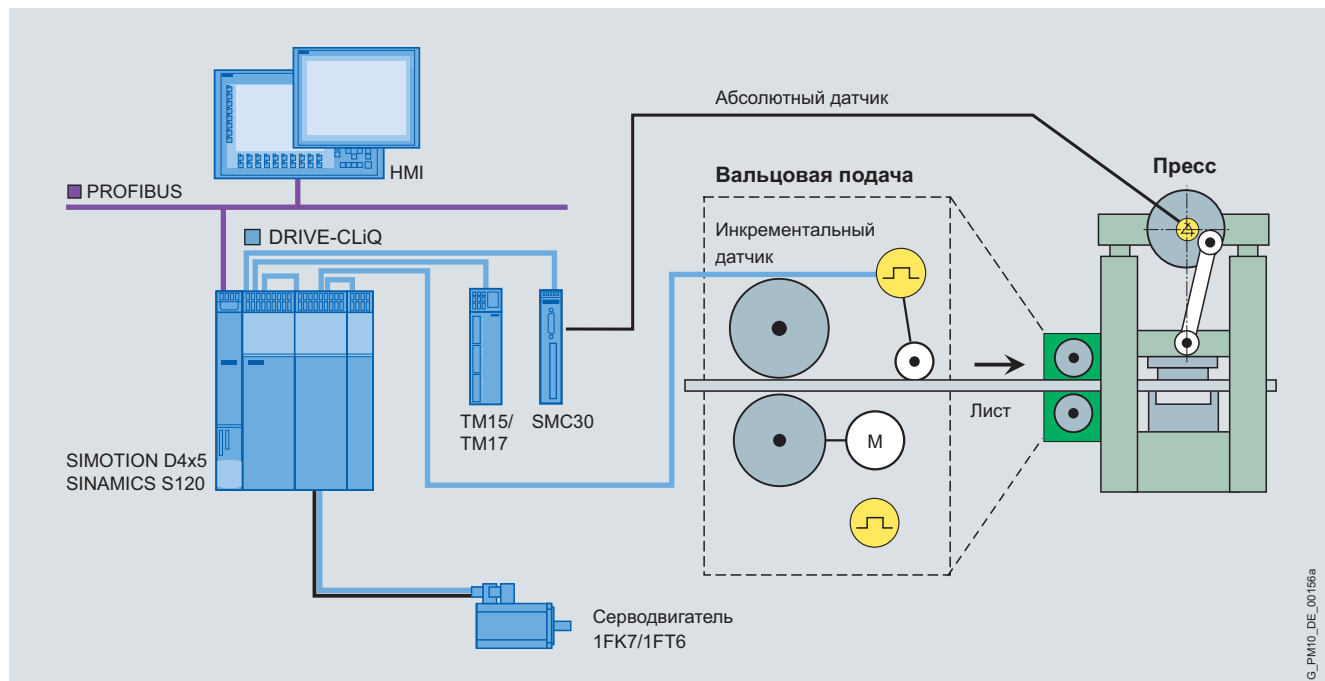 Абсолютный датчик
HMI
Пресс
Вальцовая подача
PROFIBUS
Инкрементальный
датчик
DRIVE-CLiQ
TM15/
TM17
SMC30
Лист
M
SIMOTION D4x5
SINAMICS S120
Серводвигатель
1FK7/1FT6
G_PM10_DE_00156a